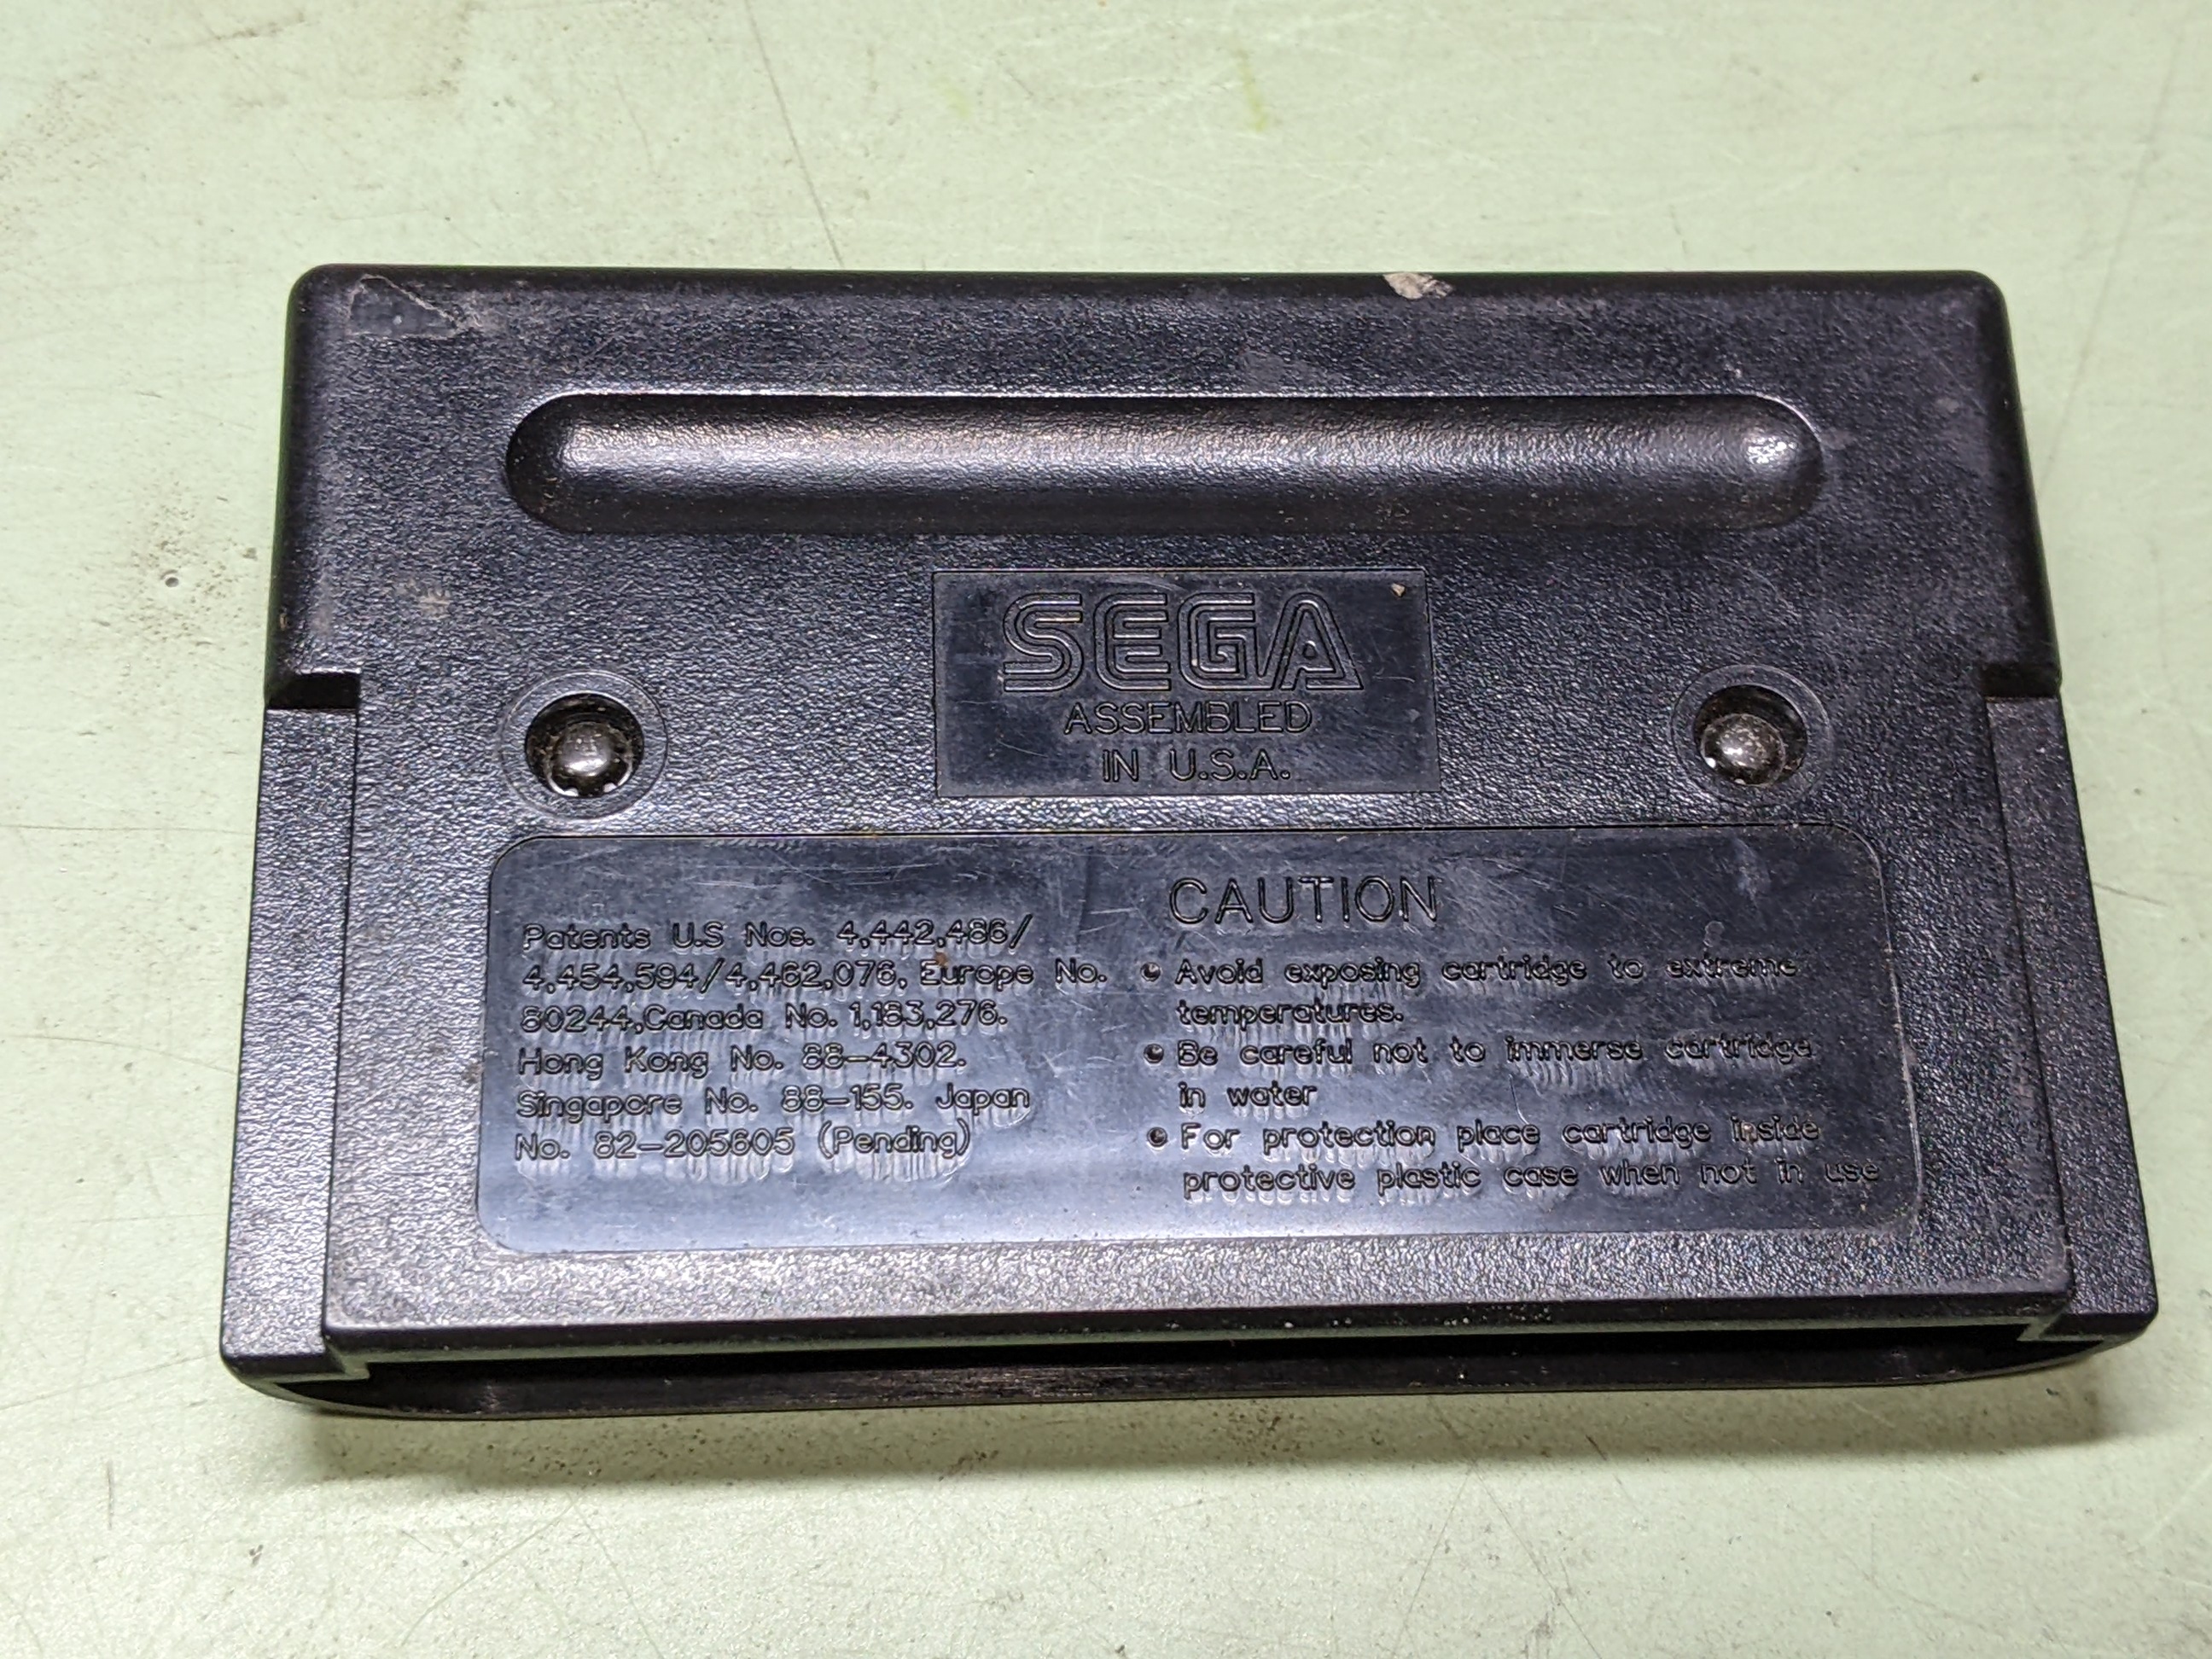 SEGA
ASSEMBLED
IN U.S.A.
Patents U.S Nos. 4,442,486/
4,454,594/4,462,076, Europe No.
80244,Canada No. 1,183,276.
Hong Kong No. 88-4302.
Singapore No. 88-155. Japan
No. 82-205605 (Pending)
CAUTION
• Avoid exposing cartridge to extreme
temperatures.
• Be careful not to immerse cartridge
in water
• For protection place cartridge inside
protective plastic case when not in use